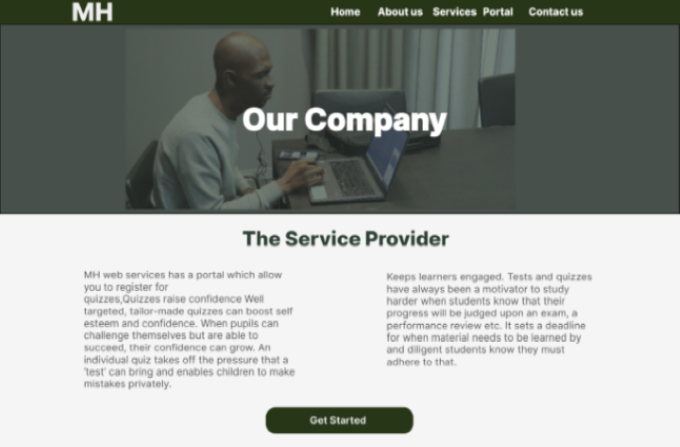 MH
Home About us Services Portal Contact us
Our Company
The Service Provider
MH web services has a portal which allow
you to register for
quizzes,Quizzes raise confidence Well
targeted, tailor-made quizzes can boost self
esteem and confidence. When pupils can
challenge themselves but are able to
succeed, their confidence can grow. An
individual quiz takes off the pressure that a
'test' can bring and enables children to make
mistakes privately.
Keeps learners engaged. Tests and quizzes
have always been a motivator to study
harder when students know that their
progress will be judged upon an exam, a
performance review etc. It sets a deadline
for when material needs to be learned by
and diligent students know they must
adhere to that.
Get Started